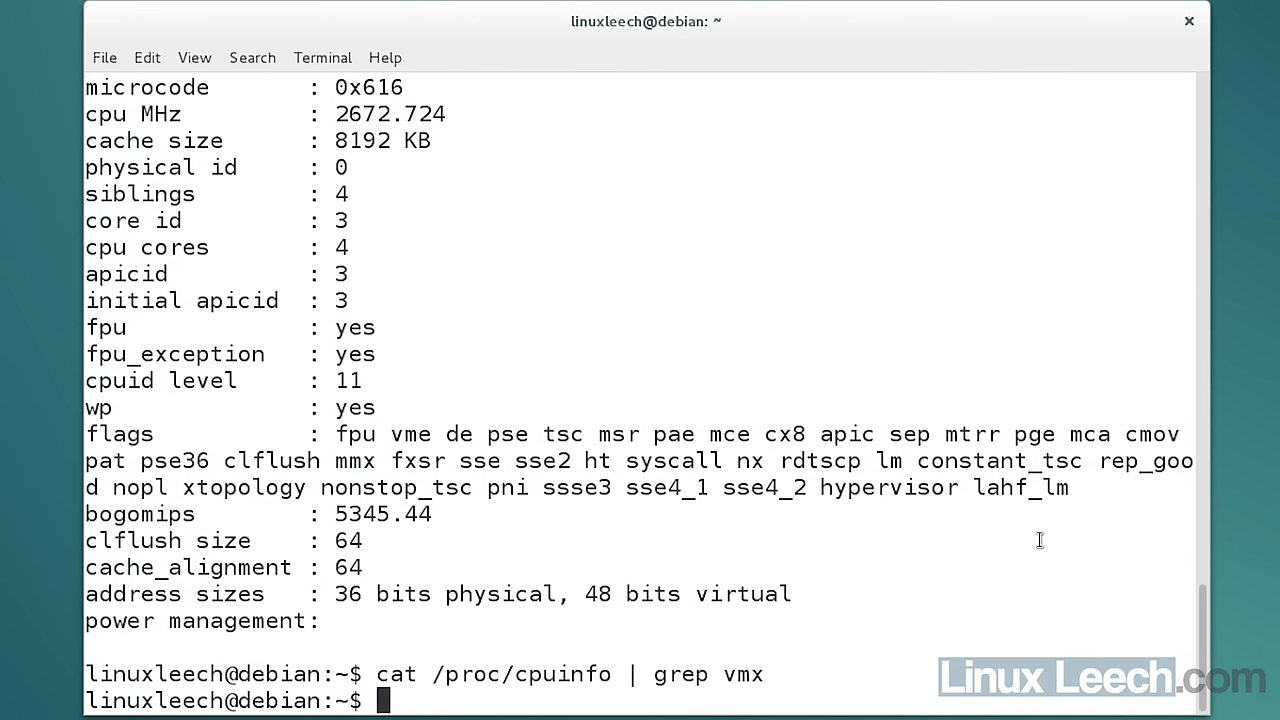 linuxleech@debian: ~ ×
File Edit View Search Terminal Help
microcode : 0x616
cpu MHz : 2672.724
cache size : 8192 KB
physical id : 0
siblings : 4
core id : 3
cpu cores : 4
apicid : 3
initial apicid : 3
fpu : yes
fpu_exception : yes
cpuid level : 11
wp : yes
flags : fpu vme de pse tsc msr pae mce cx8 apic sep mtrr pge mca cmov
pat pse36 clflush mmx fxsr sse sse2 ht syscall nx rdtscp lm constant_tsc rep_goo
d nopl xtopology nonstop_tsc pni ssse3 sse4_1 sse4_2 hypervisor lahf_lm
bogomips : 5345.44
clflush size : 64
cache_alignment : 64
address sizes : 36 bits physical, 48 bits virtual
power management:
linuxleech@debian:~$ cat /proc/cpuinfo | grep vmx
linuxleech@debian:~$
Linux Leech.com